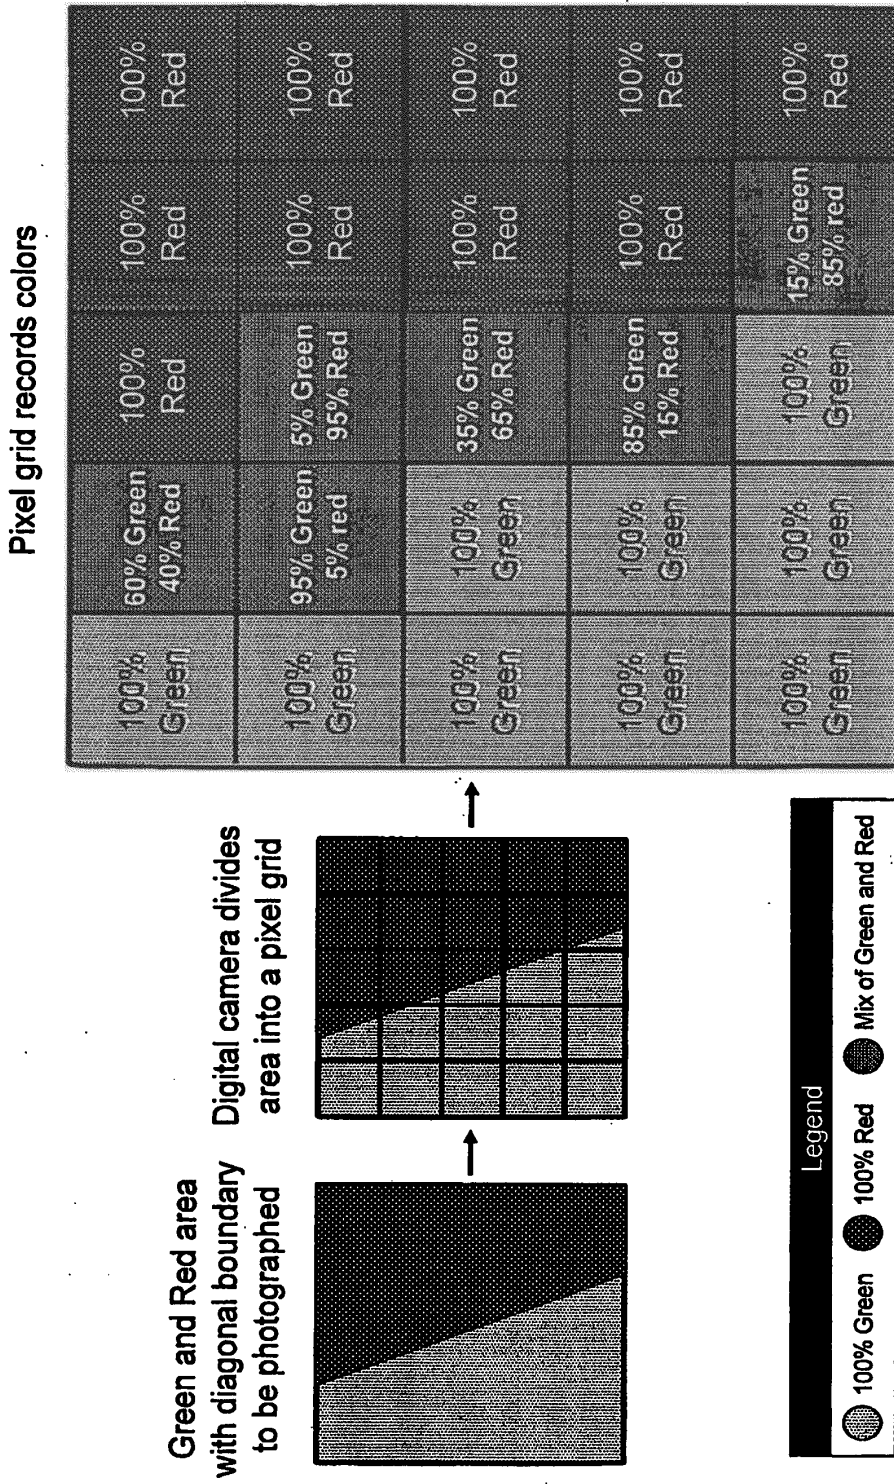 Green and Red area
with diagonal boundary
to be photographed
Digital camera divides
area into a pixel grid
Pixel grid records colors
100%
Green
60% Green
40% Red
100%
Red
100%
Red
100%
Red
100%
Green
95% Green
5% red
5% Green
95% Red
100%
Red
100%
Red
100%
Green
100%
Green
35% Green
65% Red
100%
Red
100%
Red
100%
Green
100%
Green
85% Green
15% Red
100%
Red
100%
Red
100%
Green
100%
Green
100%
Green
15% Green
85% red
100%
Red
Legend
100% Green
100% Red
Mix of Green and Red